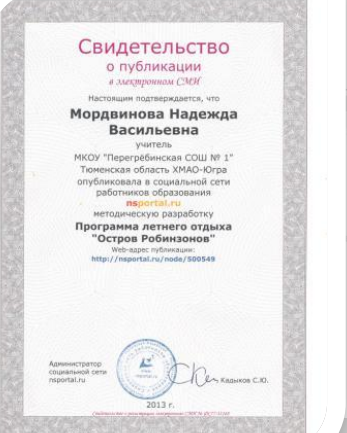 Свидетельство
о публикации
в электронном СМИ
Настоящим подтверждается, что
Мордвинова Надежда
Васильевна
учитель
МКОУ "Перегрёбинская СОШ № 1"
Тюменская область ХМАО-Югра
опубликовала в социальной сети
работников образования
nsportal.ru
методическую разработку
Программа летнего отдыха
"Остров Робинзонов"
Web-адрес публикации:
http://nsportal.ru/node/500549
Администратор
социальной сети
nsportal.ru
Кадыков С.Ю.
2013 г.